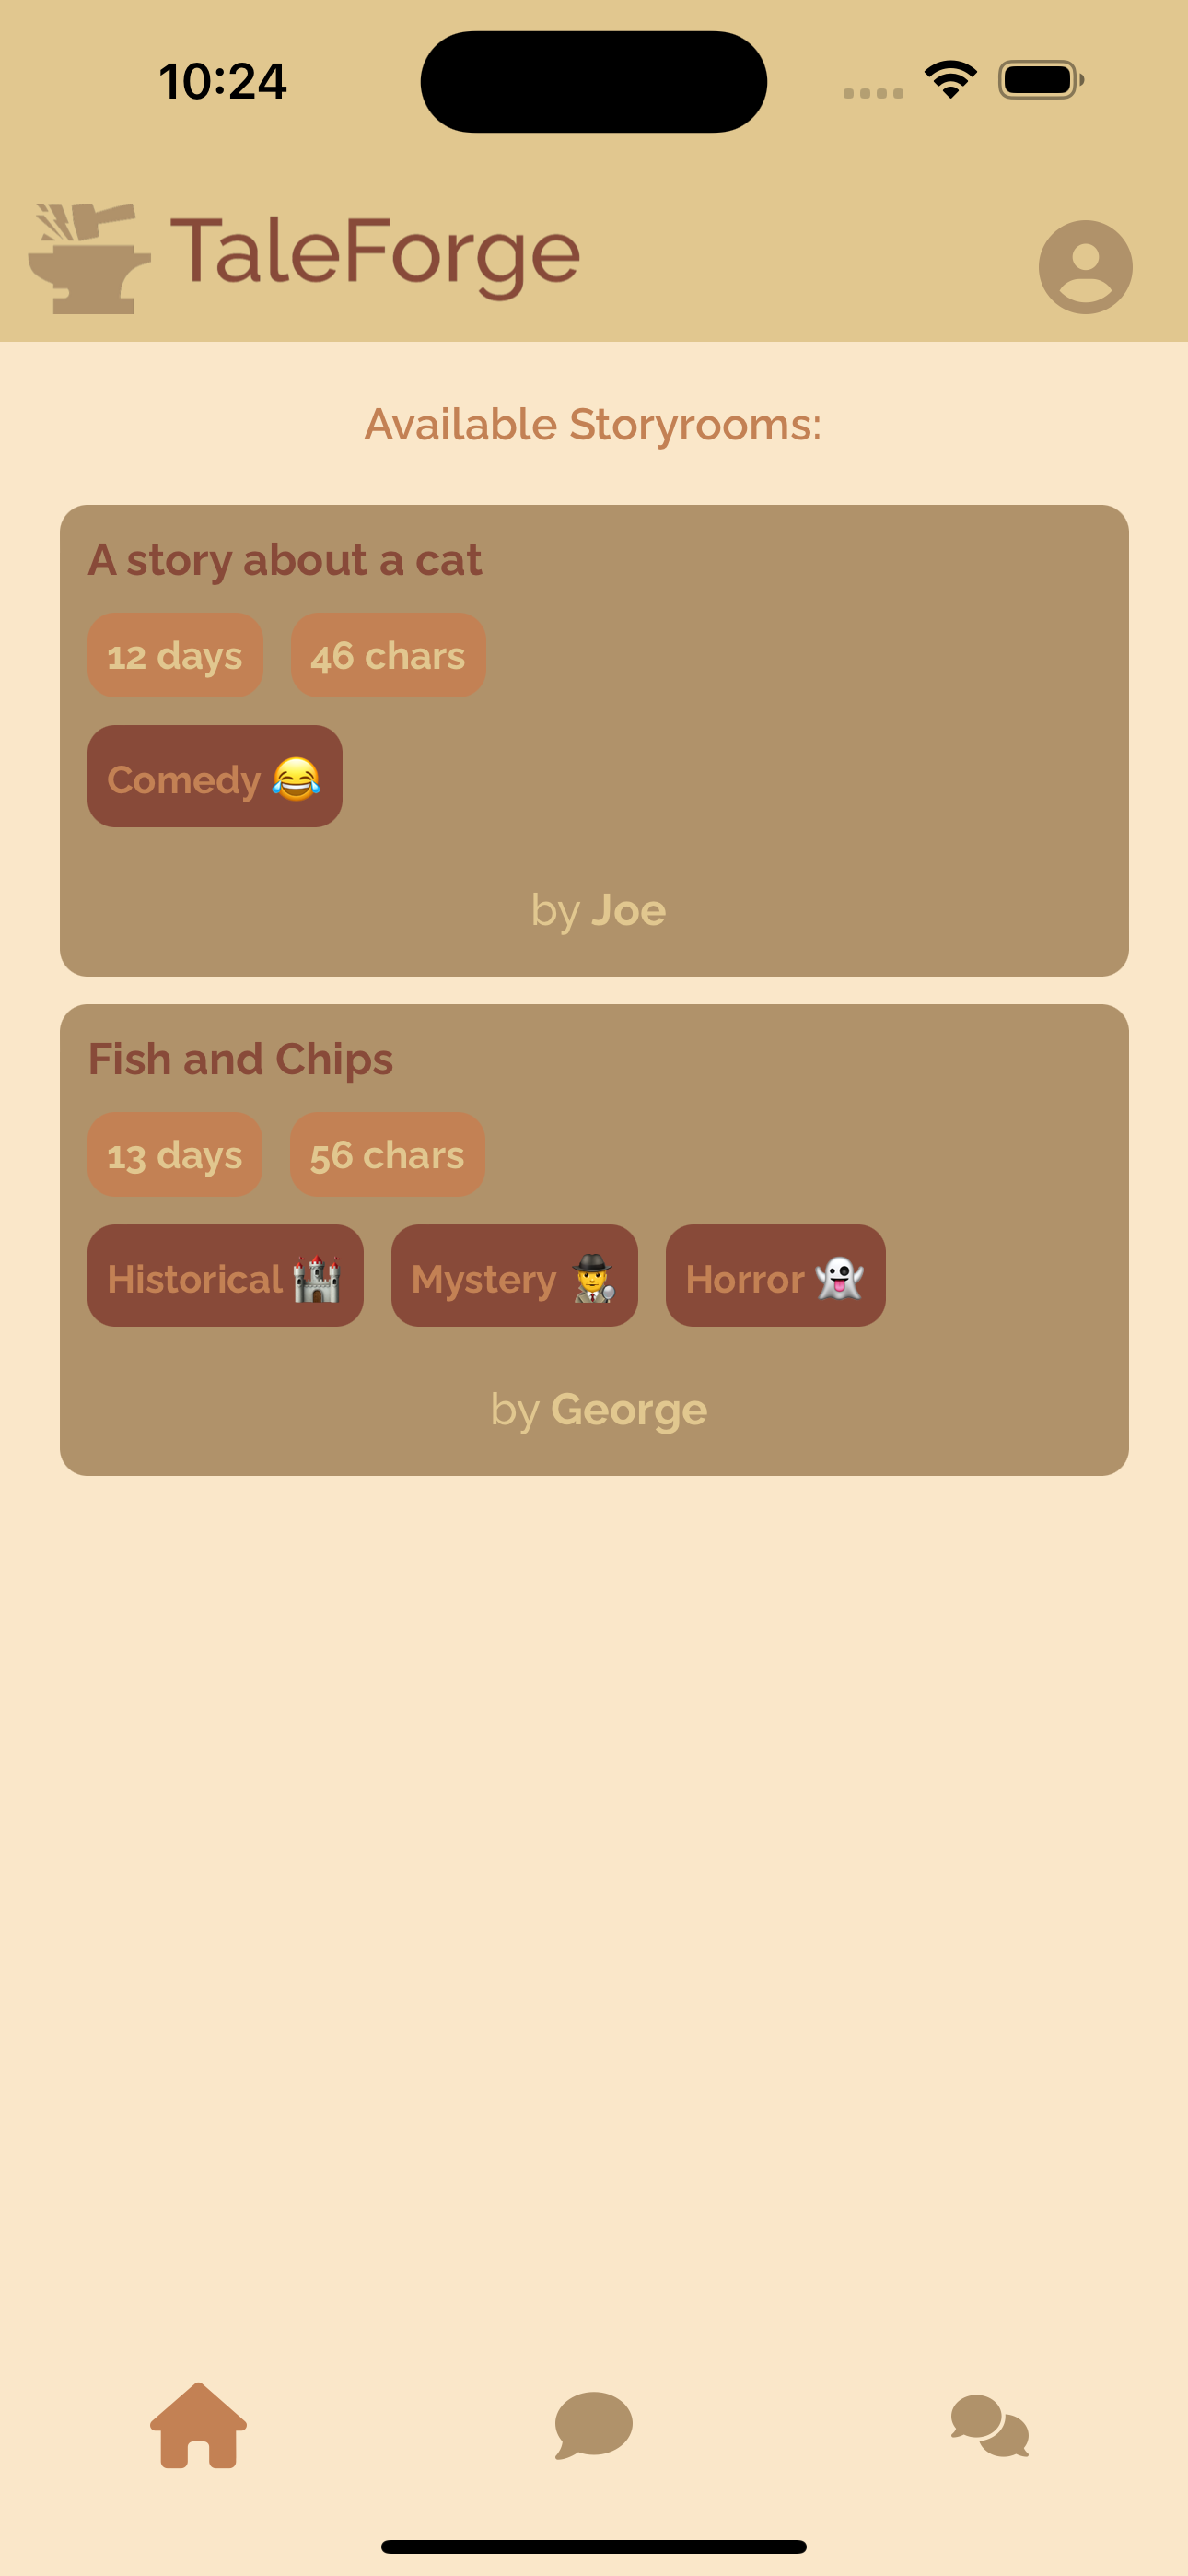 10:24
TaleForge
Available Storyrooms:
A story about a cat
12 days 46 chars
Comedy 😂
by Joe
Fish and Chips
13 days 56 chars
Historical 🏰 Mystery 🕵️ Horror 👻
by George